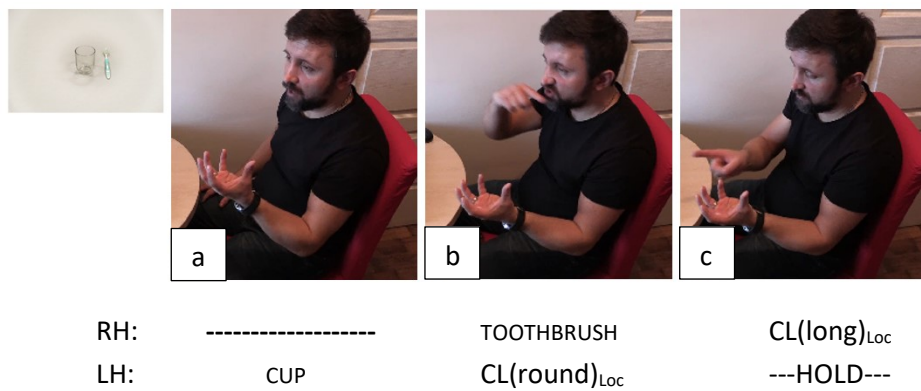 a b c
RH: ------------------- TOOTHBRUSH CL(long)Loc
LH: CUP CL(round)Loc ---HOLD---